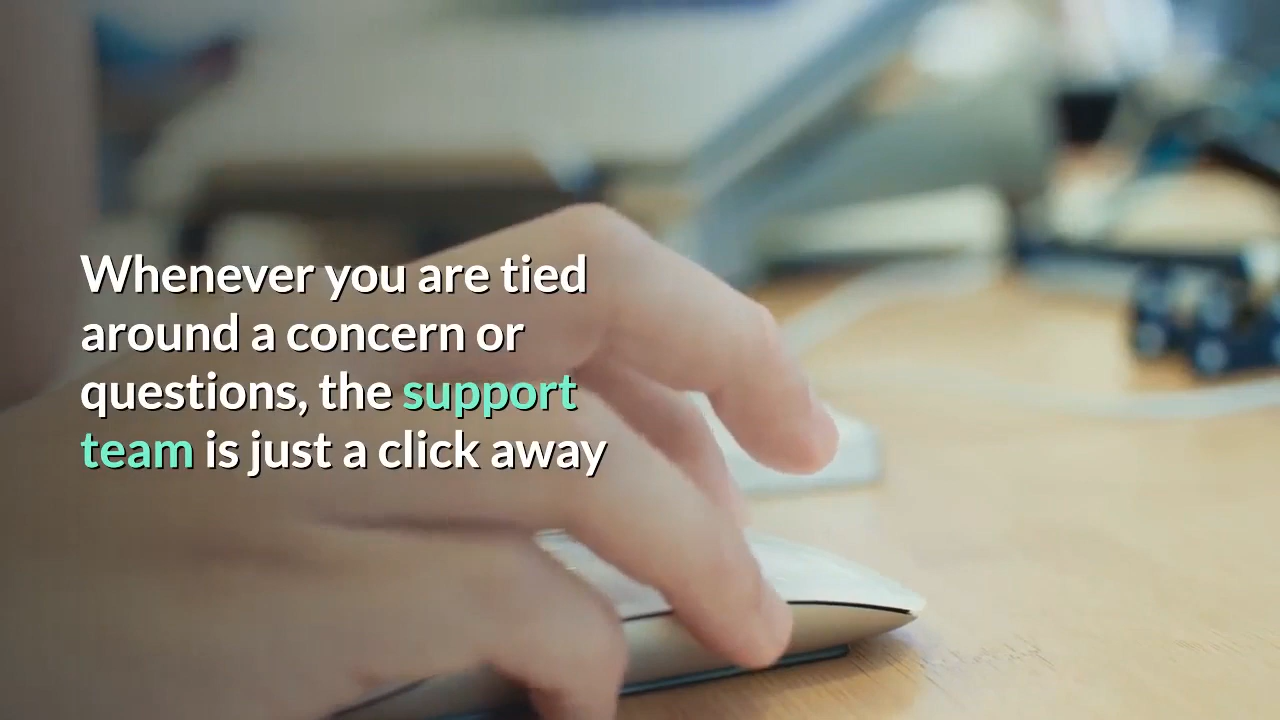 Whenever you are tied
around a concern or
questions, the support
team is just a click away